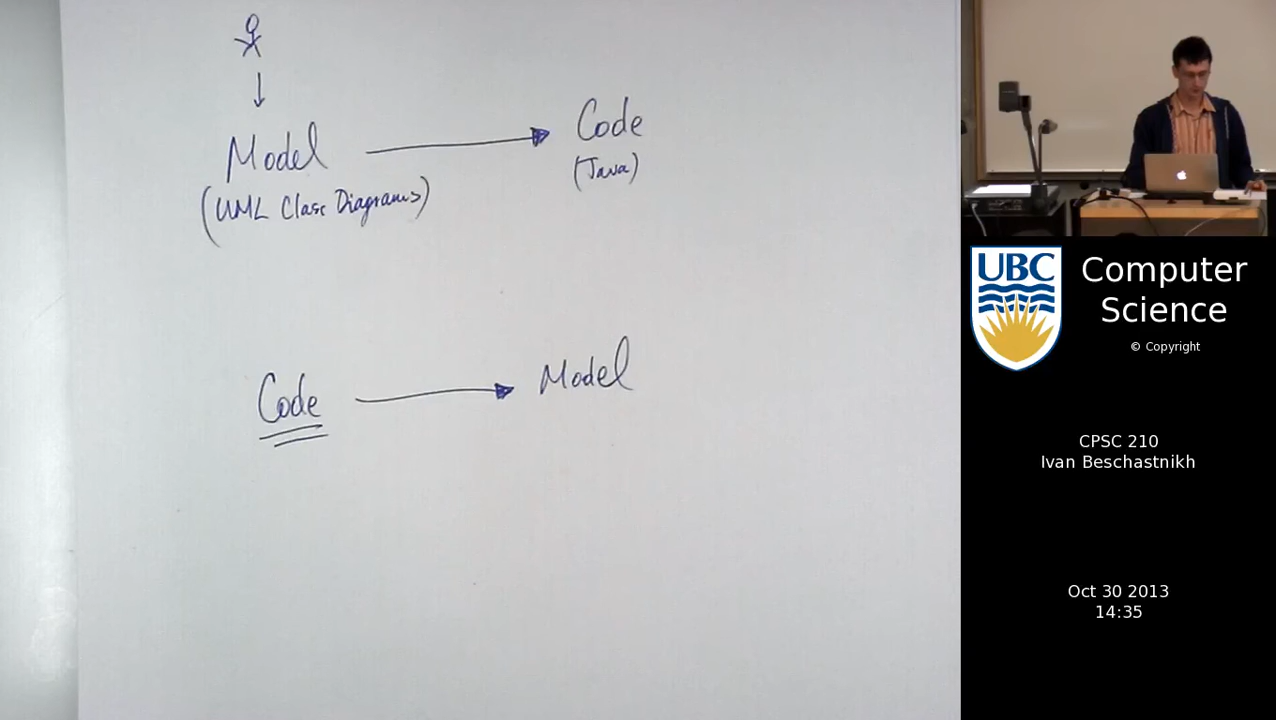 Model
(UML Class Diagrams)
Code
(Java)
Code
Model
UBC
Computer
Science
© Copyright
CPSC 210
Ivan Beschastnikh
Oct 30 2013
14:35